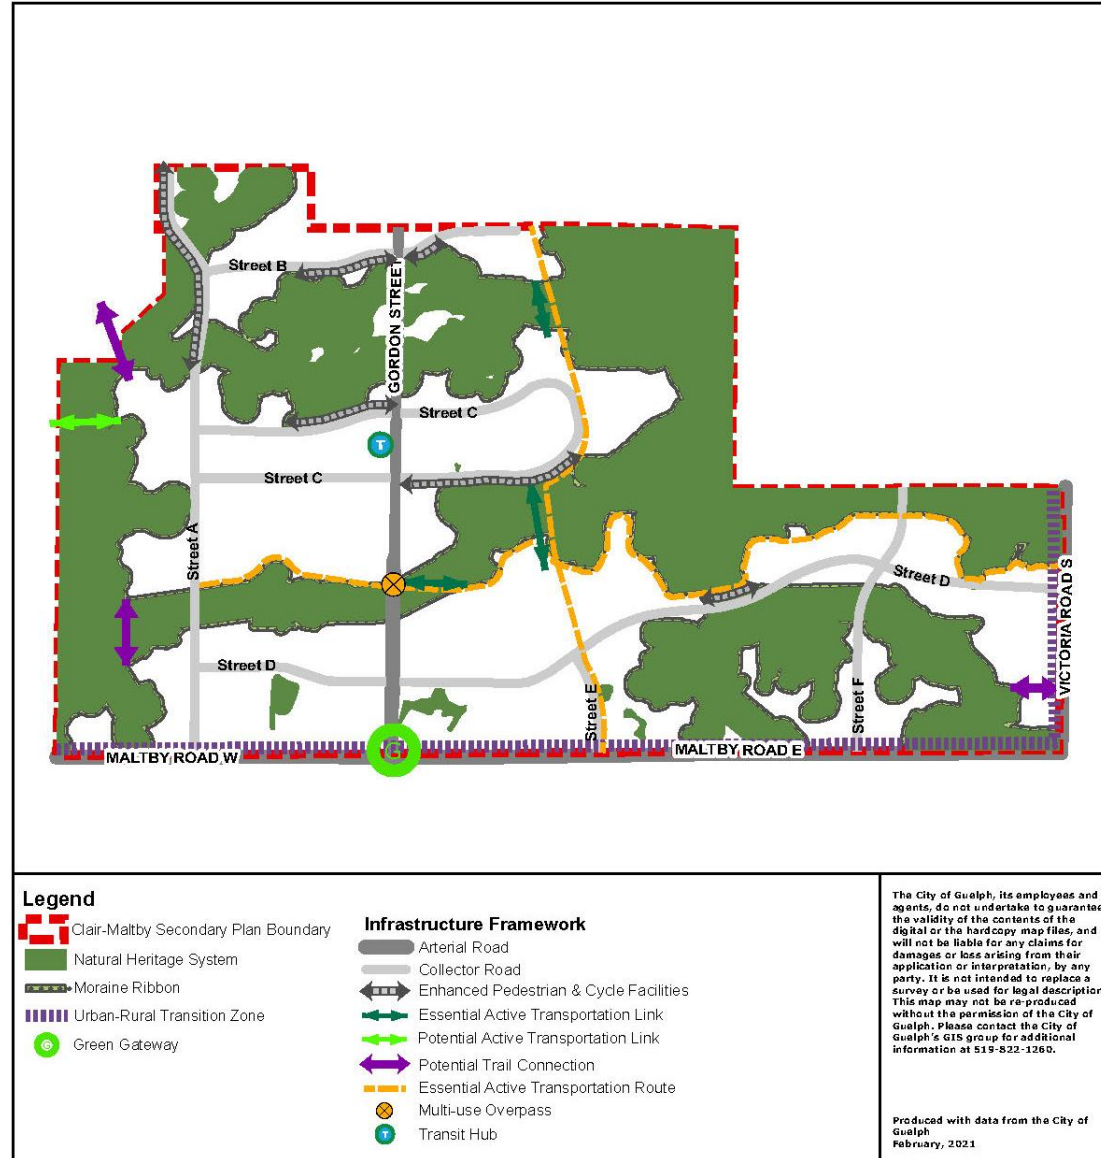 Street B
GORDON STREET
Street C
T
Street C
Street A
Street D
VICTORIA ROAD S
Street D
Street E
Street F
G
MALTBY ROAD W
MALTBY ROAD E
Legend
Clair-Maltby Secondary Plan Boundary
Natural Heritage System
Moraine Ribbon
Urban-Rural Transition Zone
G
Green Gateway
Infrastructure Framework
Arterial Road
Collector Road
Enhanced Pedestrian & Cycle Facilities
Essential Active Transportation Link
Potential Active Transportation Link
Potential Trail Connection
Essential Active Transportation Route
Multi-use Overpass
T
Transit Hub
The City of Guelph, its employees and
agents, do not undertake to guarantee
the validity of the contents of the
digital or the hardcopy map files, and
will not be liable for any claims for
damages or loss arising from their
application or interpretation, by any
party. It is not intended to replace a
survey or be used for legal description.
This map may not be re-produced
without the permission of the City of
Guelph. Please contact the City of
Guelph's GIS group for additional
information at 519-822-1260.
Produced with data from the City of
Guelph
February, 2021